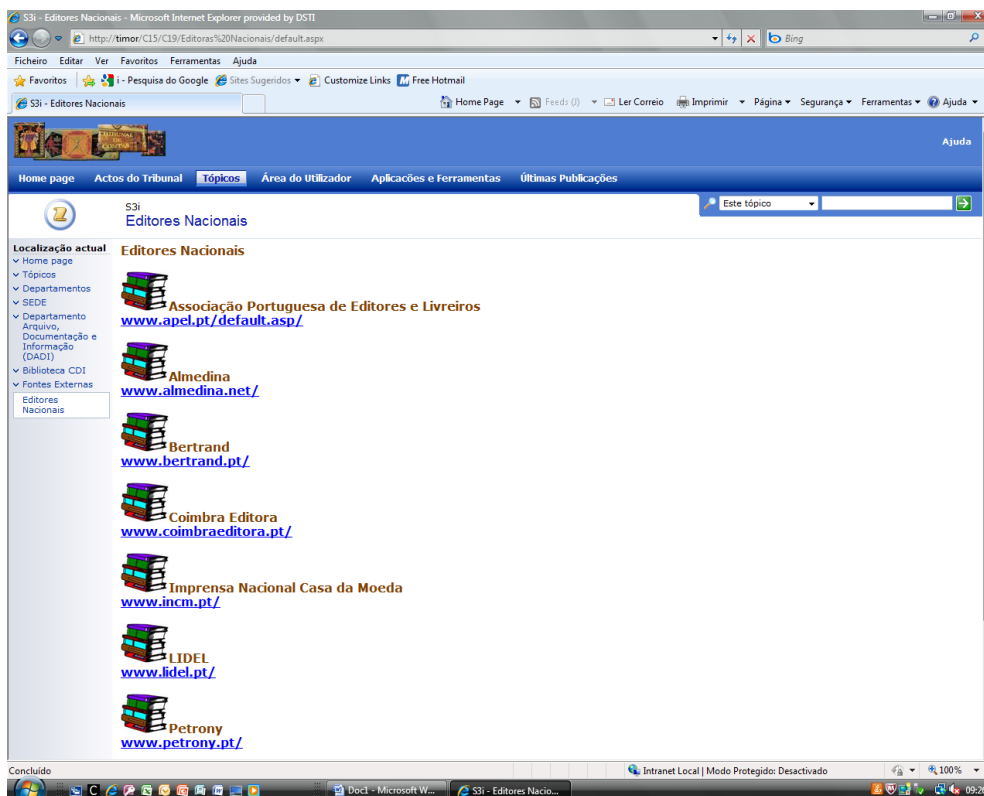 S3i - Editores Nacionais - Microsoft Internet Explorer provided by DSTI
http://timor/C15/C19/Editoras%20Nacionais/default.aspx
Bing
Ficheiro Editar Ver Favoritos Ferramentas Ajuda
Favoritos i - Pesquisa do Google Sites Sugeridos Customize Links Free Hotmail
S3i - Editores Nacionais
Home Page Feeds (J) Ler Correio Imprimir Página Segurança Ferramentas Ajuda
TRIBUNAL
DE
CONTAS
Ajuda
Home page Actos do Tribunal Tópicos Área do Utilizador Aplicacões e Ferramentas Últimas Publicações
S3i
Editores Nacionais
Este tópico
Localização actual
Home page
Tópicos
Departamentos
SEDE
Departamento
Arquivo,
Documentação e
Informação
(DADI)
Biblioteca CDI
Fontes Externas
Editores
Nacionais
Editores Nacionais
Associação Portuguesa de Editores e Livreiros
www.apel.pt/default.asp/
Almedina
www.almedina.net/
Bertrand
www.bertrand.pt/
Coimbra Editora
www.coimbraeditora.pt/
Imprensa Nacional Casa da Moeda
www.incm.pt/
LIDEL
www.lidel.pt/
Petrony
www.petrony.pt/
Concluído
Intranet Local | Modo Protegido: Desactivado
100%
Doc1 - Microsoft W...
S3i - Editores Nacio...
09:20